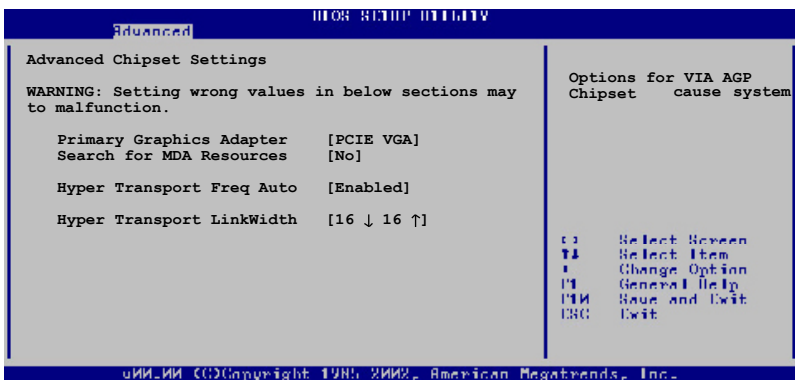 BIOS SETUP UTILITY
Advanced
Advanced Chipset Settings
WARNING: Setting wrong values in below sections may
to malfunction.
Primary Graphics Adapter [PCIE VGA]
Search for MDA Resources [No]
Hyper Transport Freq Auto [Enabled]
Hyper Transport LinkWidth [16 ↓ 16 ↑]
Options for VIA AGP
Chipset cause system
Select Screen
↑↓ Select Item
Change Option
F1 General Help
F10 Save and Exit
ESC Exit
(C)Copyright 1985-2002, American Megatrends, Inc.